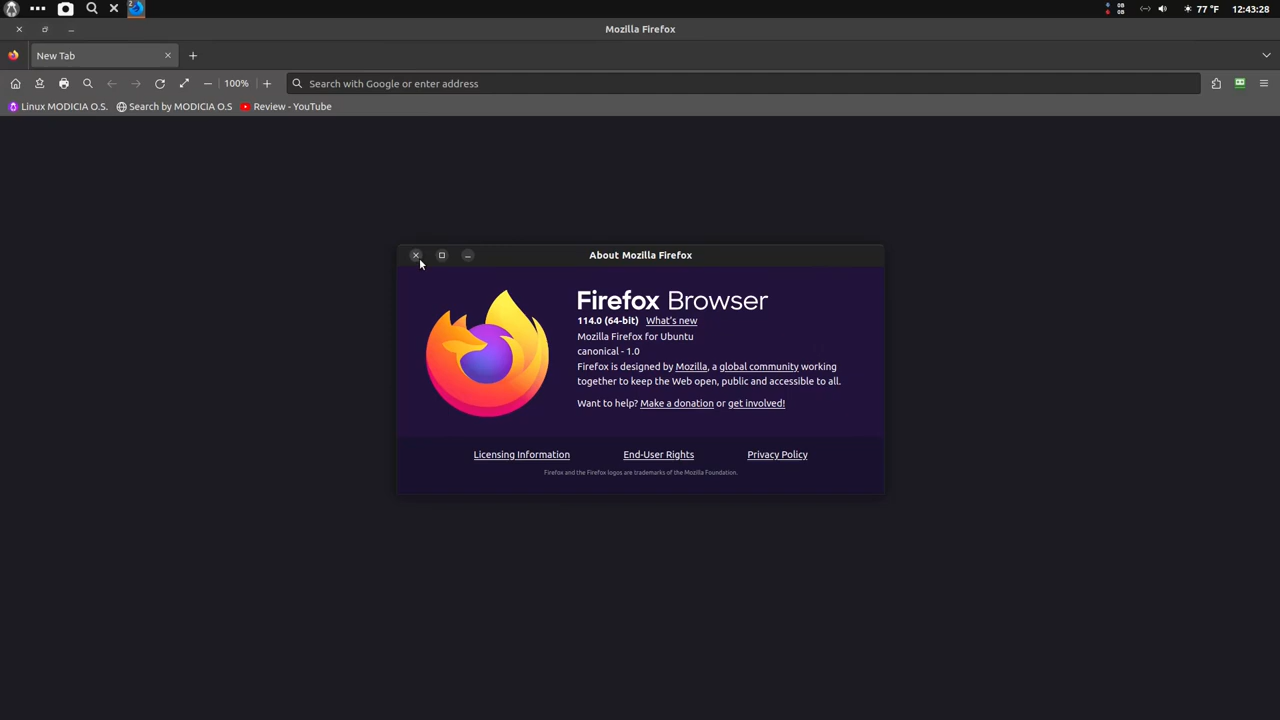 2
0B
0B
77 °F
12:43:28
Mozilla Firefox
New Tab
100%
Search with Google or enter address
Linux MODICIA O.S.
Search by MODICIA O.S
Review - YouTube
About Mozilla Firefox
Firefox Browser
114.0 (64-bit) What's new
Mozilla Firefox for Ubuntu
canonical - 1.0
Firefox is designed by Mozilla, a global community working
together to keep the Web open, public and accessible to all.
Want to help? Make a donation or get involved!
Licensing Information
End-User Rights
Privacy Policy
Firefox and the Firefox logos are trademarks of the Mozilla Foundation.